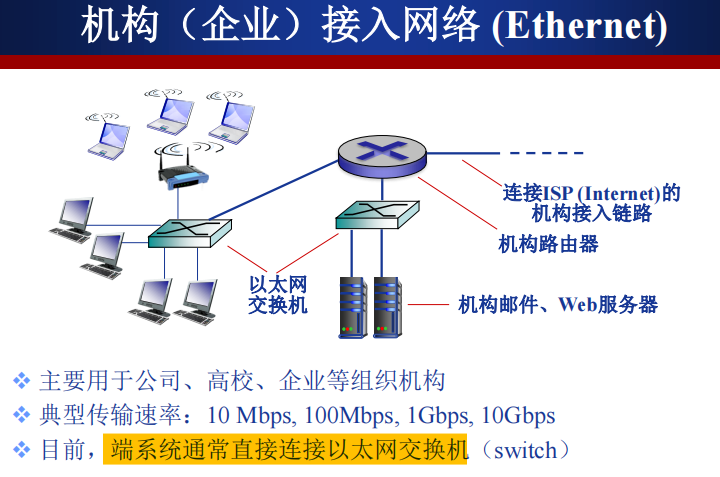 机构（企业）接入网络 (Ethernet)
连接ISP (Internet)的
机构接入链路
机构路由器
以太网
交换机
机构邮件、Web服务器
主要用于公司、高校、企业等组织机构
典型传输速率：10 Mbps, 100Mbps, 1Gbps, 10Gbps
目前，端系统通常直接连接以太网交换机（switch）